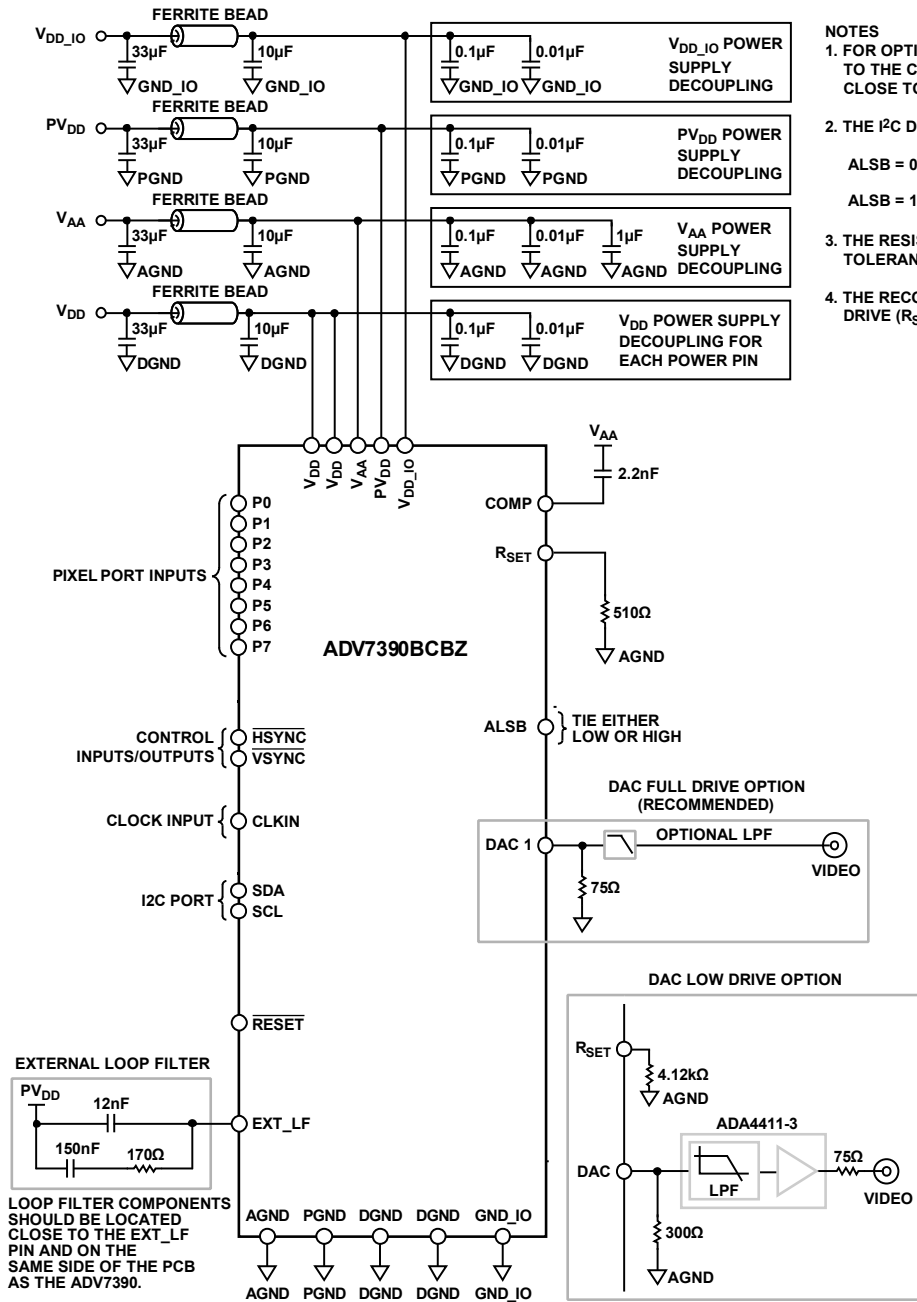 FERRITE BEAD
VDD_IO
33µF
10µF
0.1µF
0.01µF
VDD_IO POWER
SUPPLY
DECOUPLING
GND_IO
GND_IO
GND_IO
GND_IO
FERRITE BEAD
PVDD
33µF
10µF
0.1µF
0.01µF
PVDD POWER
SUPPLY
DECOUPLING
PGND
PGND
PGND
PGND
FERRITE BEAD
VAA
33µF
10µF
0.1µF
0.01µF
1µF
VAA POWER
SUPPLY
DECOUPLING
AGND
AGND
AGND
AGND
AGND
FERRITE BEAD
VDD
33µF
10µF
0.1µF
0.01µF
VDD POWER SUPPLY
DECOUPLING FOR
EACH POWER PIN
DGND
DGND
DGND
DGND
NOTES
1. FOR OPTI
TO THE C
CLOSE TO
2. THE I²C D
ALSB = 0
ALSB = 1
3. THE RESI
TOLERAN
4. THE RECO
DRIVE (RS
VDD
VDD
VAA
PVDD
VDD_IO
VAA
2.2nF
COMP
RSET
510Ω
AGND
PIXEL PORT INPUTS
P0
P1
P2
P3
P4
P5
P6
P7
ADV7390BCBZ
ALSB
TIE EITHER
LOW OR HIGH
CONTROL
INPUTS/OUTPUTS
HSYNC
VSYNC
CLOCK INPUT
CLKIN
I2C PORT
SDA
SCL
RESET
DAC FULL DRIVE OPTION
(RECOMMENDED)
DAC 1
OPTIONAL LPF
75Ω
VIDEO
DAC LOW DRIVE OPTION
RSET
4.12kΩ
AGND
ADA4411-3
DAC
LPF
75Ω
VIDEO
300Ω
AGND
EXTERNAL LOOP FILTER
PVDD
12nF
150nF
170Ω
EXT_LF
LOOP FILTER COMPONENTS
SHOULD BE LOCATED
CLOSE TO THE EXT_LF
PIN AND ON THE
SAME SIDE OF THE PCB
AS THE ADV7390.
AGND PGND DGND DGND GND_IO
AGND PGND DGND DGND GND_IO